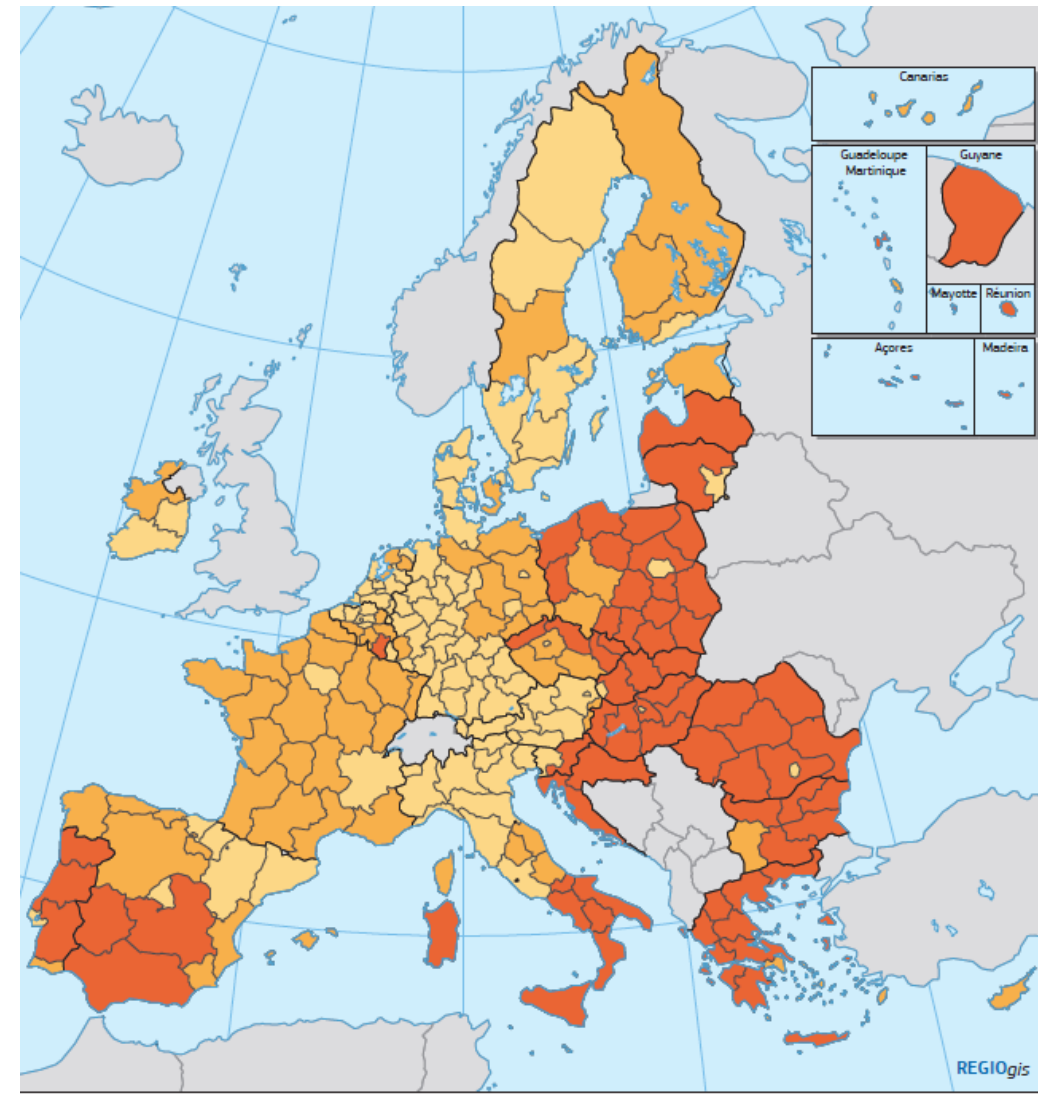 Canarias
Guadeloupe
Martinique
Guyane
Mayotte
Réunion
Açores
Madeira
REGIOgis